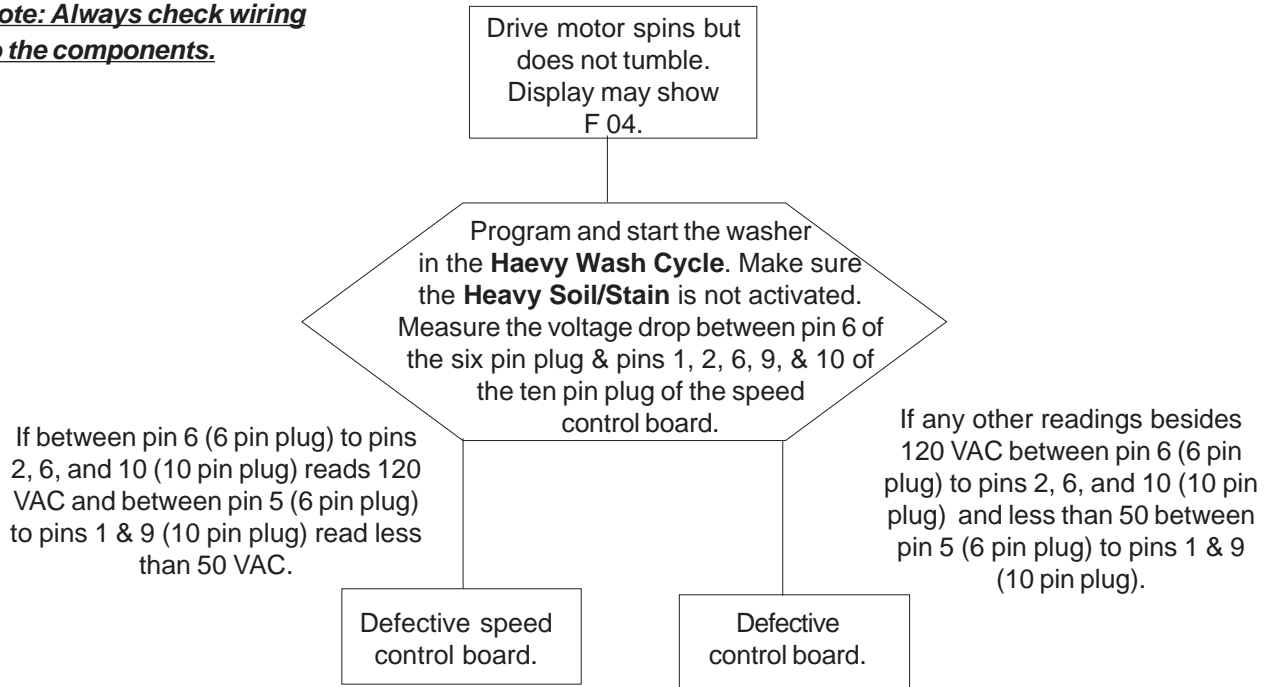 ote: Always check wiring
o the components.
Drive motor spins but
does not tumble.
Display may show
F 04.
Program and start the washer
in the Haevy Wash Cycle. Make sure
the Heavy Soil/Stain is not activated.
Measure the voltage drop between pin 6 of
the six pin plug & pins 1, 2, 6, 9, & 10 of
the ten pin plug of the speed
control board.
If between pin 6 (6 pin plug) to pins
2, 6, and 10 (10 pin plug) reads 120
VAC and between pin 5 (6 pin plug)
to pins 1 & 9 (10 pin plug) read less
than 50 VAC.
If any other readings besides
120 VAC between pin 6 (6 pin
plug) to pins 2, 6, and 10 (10 pin
plug) and less than 50 between
pin 5 (6 pin plug) to pins 1 & 9
(10 pin plug).
Defective speed
control board.
Defective
control board.